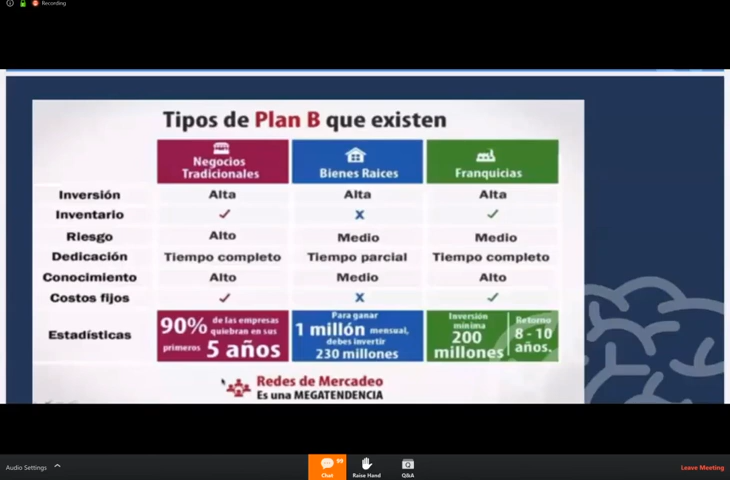 Recording
Tipos de Plan B que existen
Negocios Tradicionales
Bienes Raices
Franquicias
Inversión Alta Alta Alta
Inventario ✓ X ✓
Riesgo Alto Medio Medio
Dedicación Tiempo completo Tiempo parcial Tiempo completo
Conocimiento Alto Medio Alto
Costos fijos ✓ X ✓
Estadísticas
90% de las empresas
quiebran en sus
primeros 5 años
Para ganar
1 millón mensual,
debes invertir
230 millones
Inversión
mínima
200
millones
Retorno
8 - 10
años.
Redes de Mercadeo
Es una MEGATENDENCIA
Audio Settings
Chat
Raise Hand
Q&A
Leave Meeting